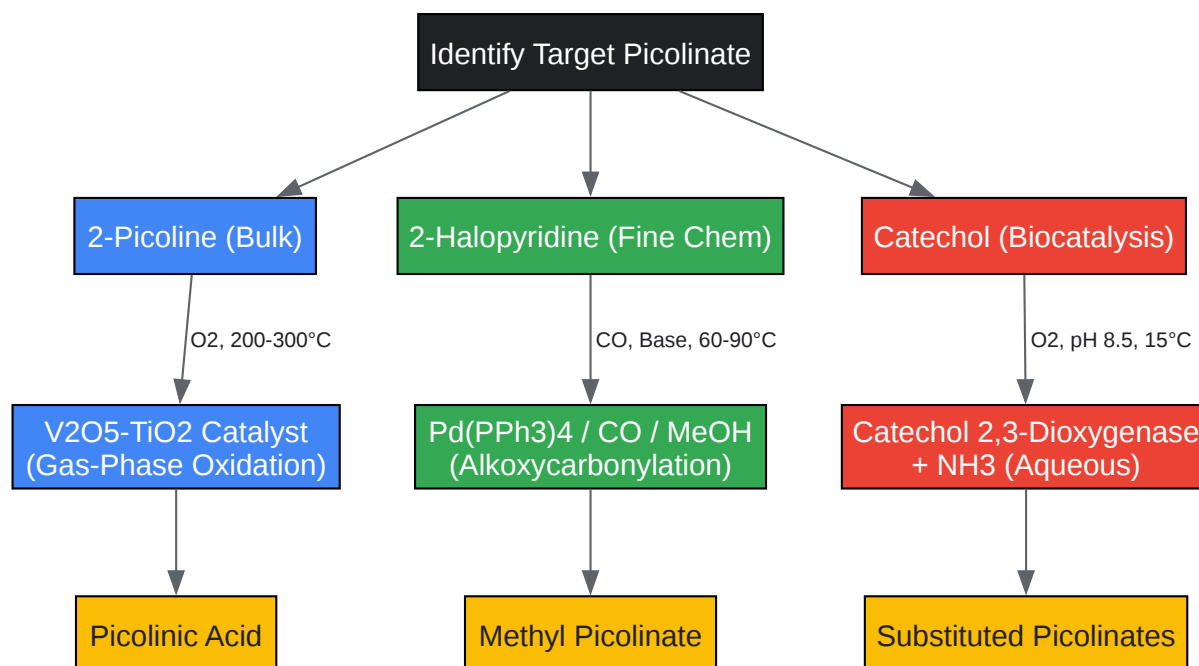 Identify Target Picolinate
2-Picoline (Bulk)
2-Halopyridine (Fine Chem)
Catechol (Biocatalysis)
O2, 200-300°C
CO, Base, 60-90°C
O2, pH 8.5, 15°C
V2O5-TiO2 Catalyst
(Gas-Phase Oxidation)
Pd(PPh3)4 / CO / MeOH
(Alkoxycarbonylation)
Catechol 2,3-Dioxygenase
+ NH3 (Aqueous)
Picolinic Acid
Methyl Picolinate
Substituted Picolinates